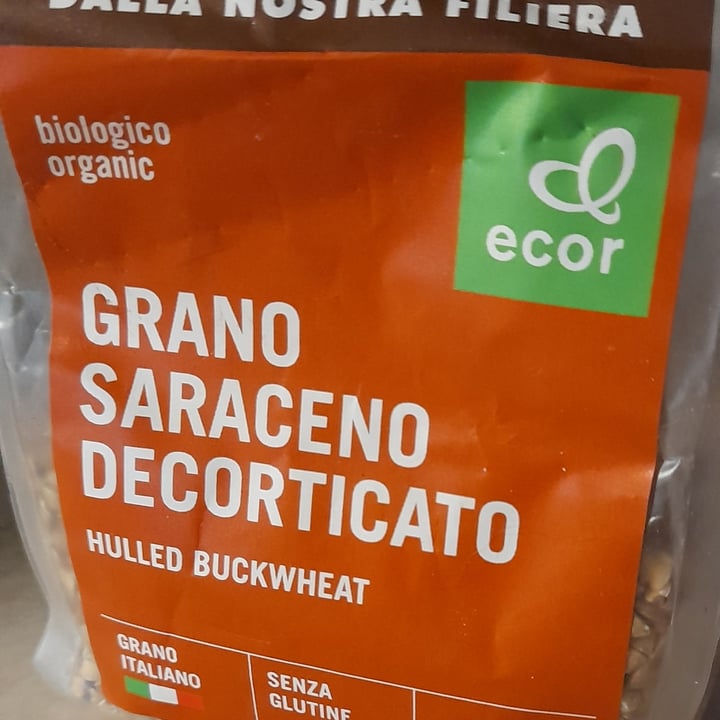 DALLA NOSTRA FILIERA
biologico
organic
ecor
GRANO
SARACENO
DECORTICATO
HULLED BUCKWHEAT
GRANO
ITALIANO
SENZA
GLUTINE